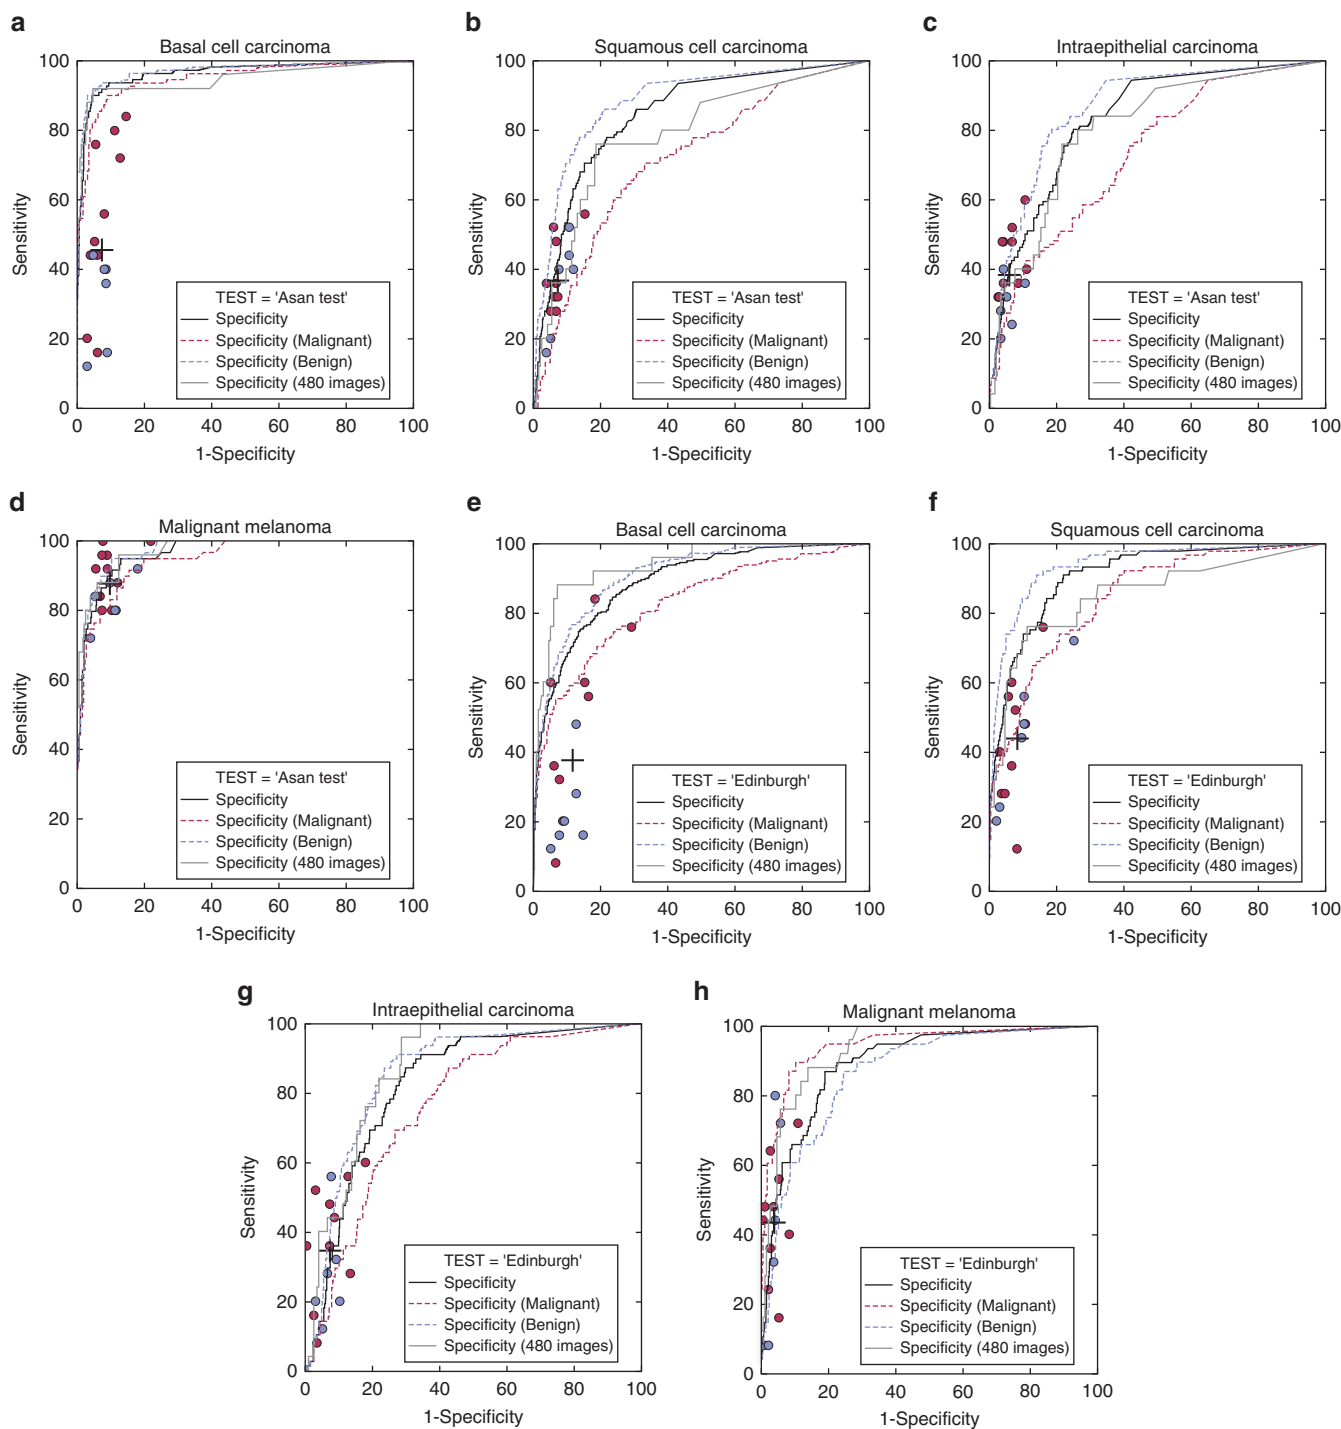 a
Basal cell carcinoma
100
80
60
40
20
0
Sensitivity
TEST = 'Asan test'
Specificity
Specificity (Malignant)
Specificity (Benign)
Specificity (480 images)
0 20 40 60 80 100
1-Specificity
b
Squamous cell carcinoma
100
80
60
40
20
0
Sensitivity
TEST = 'Asan test'
Specificity
Specificity (Malignant)
Specificity (Benign)
Specificity (480 images)
0 20 40 60 80 100
1-Specificity
c
Intraepithelial carcinoma
100
80
60
40
20
0
Sensitivity
TEST = 'Asan test'
Specificity
Specificity (Malignant)
Specificity (Benign)
Specificity (480 images)
0 20 40 60 80 100
1-Specificity
d
Malignant melanoma
100
80
60
40
20
0
Sensitivity
TEST = 'Asan test'
Specificity
Specificity (Malignant)
Specificity (Benign)
Specificity (480 images)
0 20 40 60 80 100
1-Specificity
e
Basal cell carcinoma
100
80
60
40
20
0
Sensitivity
TEST = 'Edinburgh'
Specificity
Specificity (Malignant)
Specificity (Benign)
Specificity (480 images)
0 20 40 60 80 100
1-Specificity
f
Squamous cell carcinoma
100
80
60
40
20
0
Sensitivity
TEST = 'Edinburgh'
Specificity
Specificity (Malignant)
Specificity (Benign)
Specificity (480 images)
0 20 40 60 80 100
1-Specificity
g
Intraepithelial carcinoma
100
80
60
40
20
0
Sensitivity
TEST = 'Edinburgh'
Specificity
Specificity (Malignant)
Specificity (Benign)
Specificity (480 images)
0 20 40 60 80 100
1-Specificity
h
Malignant melanoma
100
80
60
40
20
0
Sensitivity
TEST = 'Edinburgh'
Specificity
Specificity (Malignant)
Specificity (Benign)
Specificity (480 images)
0 20 40 60 80 100
1-Specificity